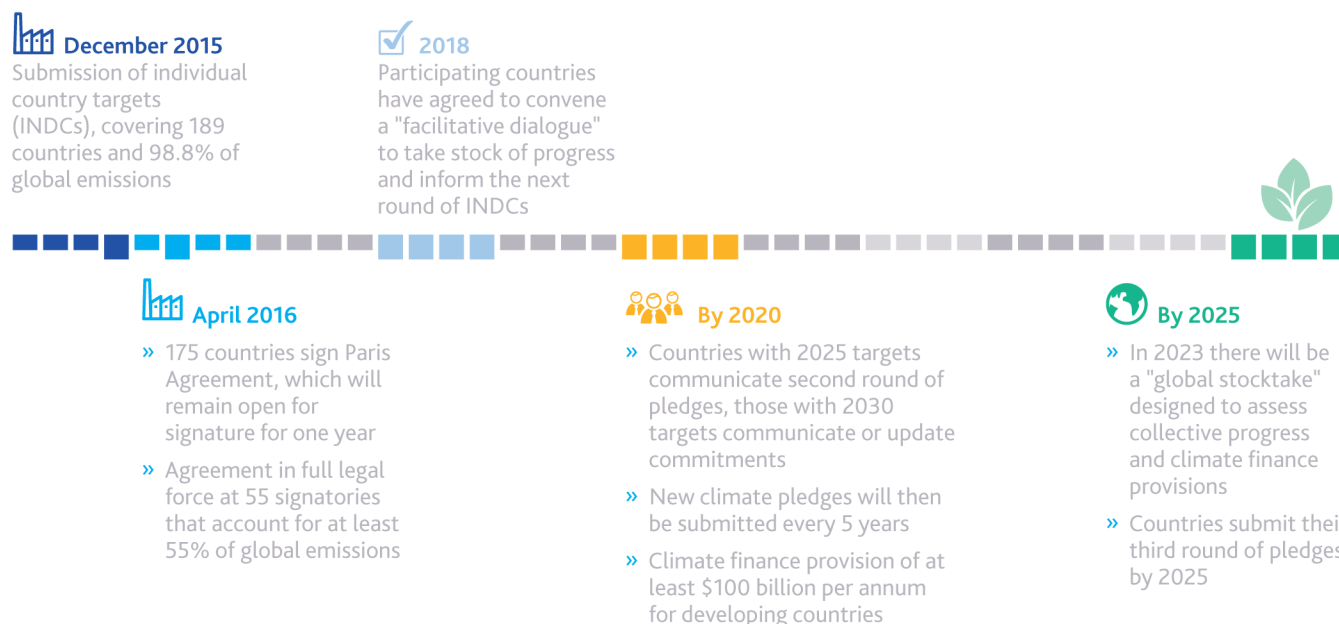 December 2015
Submission of individual
country targets
(INDCs), covering 189
countries and 98.8% of
global emissions
2018
Participating countries
have agreed to convene
a "facilitative dialogue"
to take stock of progress
and inform the next
round of INDCs
April 2016
» 175 countries sign Paris
Agreement, which will
remain open for
signature for one year
» Agreement in full legal
force at 55 signatories
that account for at least
55% of global emissions
By 2020
» Countries with 2025 targets
communicate second round of
pledges, those with 2030
targets communicate or update
commitments
» New climate pledges will then
be submitted every 5 years
» Climate finance provision of at
least $100 billion per annum
for developing countries
By 2025
» In 2023 there will be
a "global stocktake"
designed to assess
collective progress
and climate finance
provisions
» Countries submit thei
third round of pledges
by 2025